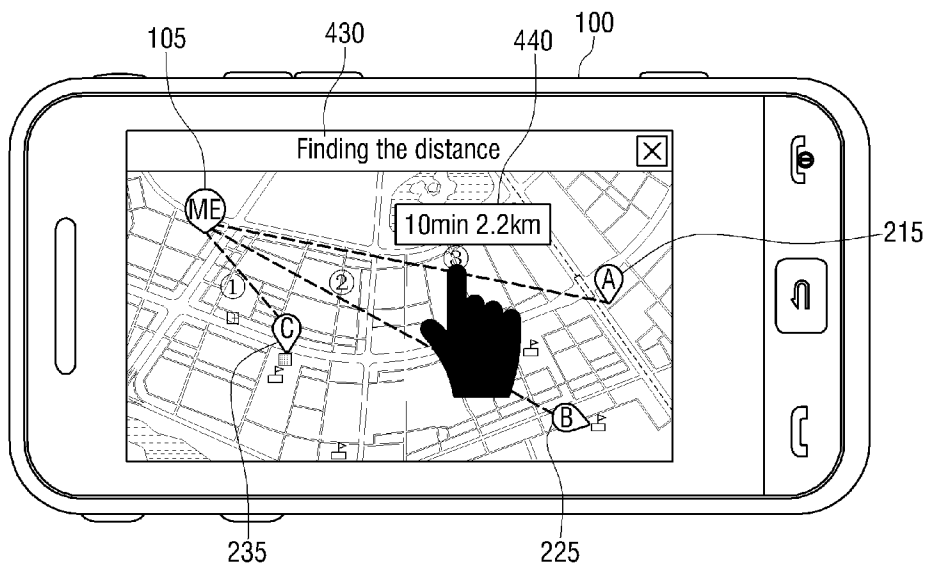 105
430
440
100
Finding the distance
ME
10min 2.2km
③
A
215
①
②
C
B
235
225